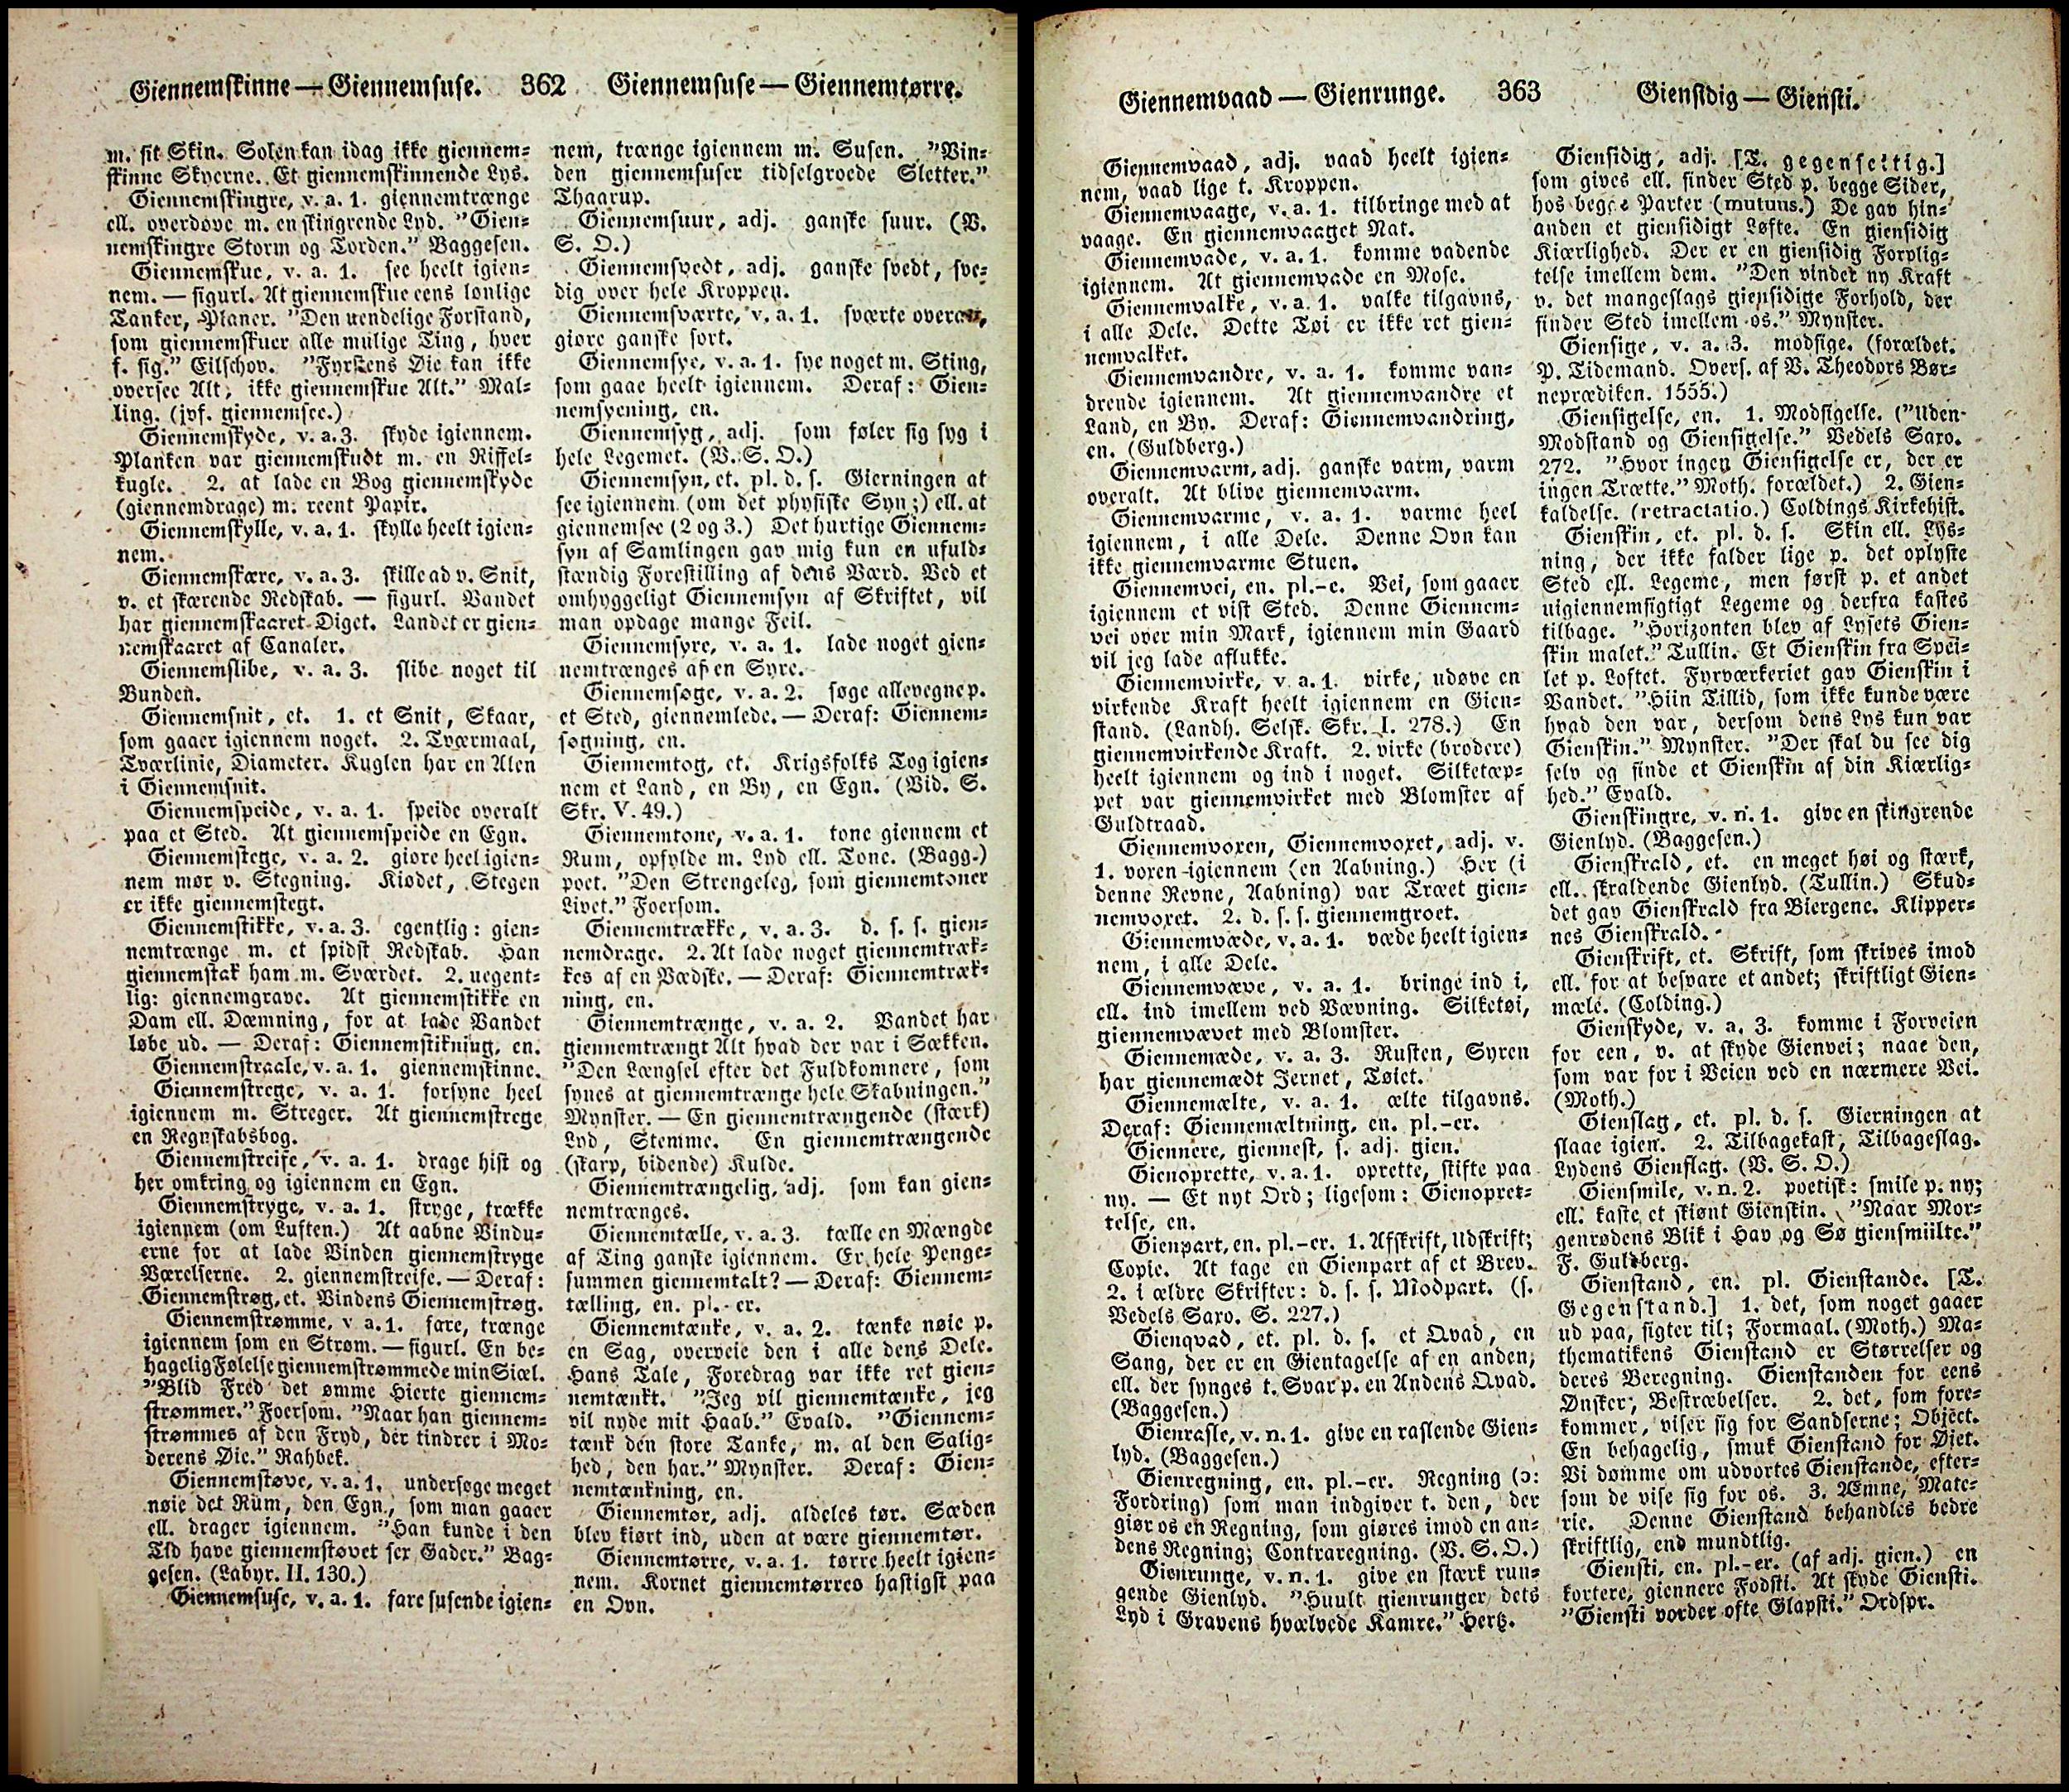 Giennemskinne — Giennemsuse. 362 Giennemsuse — Giennemtørre.
m. sit Skin. Solen kan idag ikke giennem=
skinne Skyerne. Et giennemskinnende Lys.
Giennemskingre, v. a. 1. giennemtrænge
ell. overdøve m. en skingrende Lyd. "Gien=
nemskingre Storm og Torden." Baggesen.
Giennemskue, v. a. 1. see heelt igien=
nem. — figurl. At giennemskue eens lønlige
Tanker, Planer. "Den uendelige Forstand,
som giennemskuer alle mulige Ting, hver
f. sig." Eilschov. "Fyrstens Øie kan ikke
oversee Alt, ikke giennemskue Alt." Mal=
ling. (jvf. giennemsee.)
Giennemskyde, v. a. 3. skyde igiennem.
Planken var giennemskudt m. en Riffel=
kugle. 2. at lade en Bog giennemskyde
(giennemdrage) m. reent Papir.
Giennemskylle, v. a. 1. skylle heelt igien=
nem.
Giennemskære, v. a. 3. skille ad v. Snit,
v. et skærende Redskab. — figurl. Vandet
har giennemskaaret Diget. Landet er gien=
nemskaaret af Canaler.
Giennemslibe, v. a. 3. slibe noget til
Bunden.
Giennemsnit, et. 1. et Snit, Skaar,
som gaaer igiennem noget. 2. Tværmaal,
Tværlinie, Diameter. Kuglen har en Alen
i Giennemsnit.
Giennemspeide, v. a. 1. speide overalt
paa et Sted. At giennemspeide en Egn.
Giennemstege, v. a. 2. giøre heel igien=
nem mør v. Stegning. Kiødet, Stegen
er ikke giennemstegt.
Giennemstikke, v. a. 3. egentlig: gien=
nemtrænge m. et spidst Redskab. Han
giennemstak ham m. Sværdet. 2. uegent=
lig: giennemgrave. At giennemstikke en
Dam ell. Dæmning, for at lade Vandet
løbe ud. — Deraf: Giennemstikning, en.
Giennemstraale, v. a. 1. giennemskinne.
Giennemstrege, v. a. 1. forsyne heel
igiennem m. Streger. At giennemstrege
en Regnskabsbog.
Giennemstreife, v. a. 1. drage hist og
her omkring og igiennem en Egn.
Giennemstryge, v. a. 1. stryge, trække
igiennem (om Luften.) At aabne Vindu=
erne for at lade Vinden giennemstryge
Værelserne. 2. giennemstreife. — Deraf:
Giennemstrøg, et. Vindens Giennemstrøg.
Giennemstrømme, v a. 1. fare, trænge
igiennem som en Strøm. — figurl. En be=
hagelig Følelse giennemstrømmede min Siæl.
"Blid Fred det ømme Hierte giennem=
strømmer." Foersom. "Naar han giennem=
strømmes af den Fryd, der tindrer i Mo=
derens Øie." Rahbek.
Giennemstøve, v. a. 1. undersøge meget
nøie det Rum, den Egn, som man gaaer
ell. drager igiennem. "Han kunde i den
Tid have giennemstøvet ser Gader." Bag=
gesen. (Labyr. II. 130.)
Giennemsuse, v. a. 1. fare susende igien=
nem, trænge igiennem m. Susen. "Vin=
den giennemsuser tidselgroede Sletter."
Thaarup.
Giennemsuur, adj. ganske suur. (V.
S. O.)
Giennemsvedt, adj. ganske svedt, sve=
dig over hele Kroppen.
Giennemsværte, v. a. 1. sværte overalt,
giøre ganske sort.
Giennemsye, v. a. 1. sye noget m. Sting,
som gaae heelt igiennem. Deraf: Gien=
nemsyening, en.
Giennemsyg, adj. som føler sig syg i
hele Legemet. (V. S. O.)
Giennemsyn, et. pl. d. s. Gierningen at
see igiennem (om det physiske Syn;) ell. at
giennemsee (2 og 3.) Det hurtige Giennem=
syn af Samlingen gav mig kun en ufuld=
stændig Forestilling af dens Værd. Ved et
omhyggeligt Giennemsyn af Skriftet, vil
man opdage mange Feil.
Giennemsyre, v. a. 1. lade noget gien=
nemtrænges af en Syre.
Giennemsøge, v. a. 2. søge allevegne p.
et Sted, giennemlede. — Deraf: Giennem=
søgning, en.
Giennemtog, et. Krigsfolks Tog igien=
nem et Land, en By, en Egn. (Vid. S.
Skr. V. 49.)
Giennemtone, v. a. 1. tone giennem et
Rum, opfylde m. Lyd ell. Tone. (Bagg.)
poet. "Den Strengeleg, som giennemtoner
Livet." Foersom.
Giennemtrække, v. a. 3. d. s. s. gien=
nemdrage. 2. At lade noget giennemtræk=
kes af en Vædske. — Deraf: Giennemtræk=
ning, en.
Giennemtrænge, v. a. 2. Vandet har
giennemtrængt Alt hvad der var i Sækken.
"Den Længsel efter det Fuldkomnere, som
synes at giennemtrænge hele Skabningen."
Mynster. — En giennemtrængende (stærk)
Lyd, Stemme. En giennemtrængende
(skarp, bidende) Kulde.
Giennemtrængelig, adj. som kan gien=
nemtrænges.
Giennemtælle, v. a. 3. tælle en Mængde
af Ting ganske igiennem. Er hele Penge=
summen giennemtalt? — Deraf: Giennem=
tælling, en. pl.-er.
Giennemtænke, v. a. 2. tænke nøie p.
en Sag, overveie den i alle dens Dele.
Hans Tale, Foredrag var ikke ret gien=
nemtænkt. "Jeg vil giennemtænke, jeg
vil nyde mit Haab." Evald. "Giennem=
tænk den store Tanke, m. al den Salig=
hed, den har." Mynster. Deraf: Gien=
nemtænkning, en.
Giennemtør, adj. aldeles tør. Sæden
blev kiørt ind, uden at være giennemtør.
Giennemtørre, v. a. 1. tørre heelt igien=
nem. Kornet giennemtørres hastigst paa
en Ovn.
Giennemvaad — Gienrunge. 363 Giensidig — Giensti.
Giennemvaad, adj. vaad heelt igien=
nem, vaad lige t. Kroppen.
Giennemvaage, v. a. 1. tilbringe med at
vaage. En giennemvaaget Nat.
Giennemvade, v. a. 1. komme vadende
igiennem. At giennemvade en Mose.
Giennemvalke, v. a. 1. valke tilgavns,
i alle Dele. Dette Tøi er ikke ret gien=
nemvalket.
Giennemvandre, v. a. 1. komme van=
drende igiennem. At giennemvandre et
Land, en By. Deraf: Giennemvandring,
en. (Guldberg.)
Giennemvarm, adj. ganske varm, varm
overalt. At blive giennemvarm.
Giennemvarme, v. a. 1. varme heel
igiennem, i alle Dele. Denne Ovn kan
ikke giennemvarme Stuen.
Giennemvei, en. pl.-e. Vei, som gaaer
igiennem et vist Sted. Denne Giennem=
vei over min Mark, igiennem min Gaard
vil jeg lade aflukke.
Giennemvirke, v. a. 1. virke, udøve en
virkende Kraft heelt igiennem en Gien=
stand. (Landh. Selsk. Skr. I. 278.) En
giennemvirkende Kraft. 2. virke (brodere)
heelt igiennem og ind i noget. Silketæp=
pet var giennemvirket med Blomster af
Guldtraad.
Giennemvoxen, Giennemvoxet, adj. v.
1. voxen igiennem (en Aabning.) Her (i
denne Revne, Aabning) var Træet gien=
nemvoxet. 2. d. s. s. giennemgroet.
Giennemvæde, v. a. 1. væde heelt igien=
nem, i alle Dele.
Giennemvæve, v. a. 1. bringe ind i,
ell. ind imellem ved Vævning. Silketøi,
giennemvævet med Blomster.
Giennemæde, v. a. 3. Rusten, Syren
har giennemædt Jernet, Tøiet.
Giennemælte, v. a. 1. ælte tilgavns.
Deraf: Giennemæltning, en. pl.-er.
Giennere, giennest, s. adj. gien.
Gienoprette, v. a. 1. oprette, stifte paa
ny. — Et nyt Ord; ligesom: Gienopret=
telse, en.
Gienpart, en. pl.-er. 1. Afskrift, Udskrift;
Copie. At tage en Gienpart af et Brev.
2. i ældre Skrifter: d. s. s. Modpart. (s.
Vedels Saxo. S. 227.)
Gienqvad, et. pl. d. s. et Qvad, en
Sang, der er en Gientagelse af en anden,
ell. der synges t. Svar p. en Andens Qvad.
(Baggesen.)
Gienrasle, v. n. 1. give en raslende Gien=
lyd. (Baggesen.)
Gienregning, en. pl.-er. Regning (ɔ:
Fordring) som man indgiver t. den, der
giør os en Regning, som giøres imod en an=
dens Regning; Contraregning. (V. S. O.)
Gienrunge, v. n. 1. give en stærk run=
gende Gienlyd. "Huult gienrunger dets
Lyd i Gravens hvælvede Kamre." Hertz.
Giensidig, adj. [T. gegenseitig.]
som gives ell. finder Sted p. begge Sider,
hos begge Parter (mutuus.) De gav hin=
anden et giensidigt Løfte. En giensidig
Kiærlighed. Der er en giensidig Forplig=
telse imellem dem. "Den vinder ny Kraft
v. det mangeslags giensidige Forhold, der
finder Sted imellem os." Mynster.
Giensige, v. a. 3. modsige. (forældet.
P. Tidemand. Overs. af V. Theodors Bør=
neprædiken. 1555.)
Giensigelse, en. 1. Modsigelse. ("Uden
Modstand og Giensigelse." Vedels Saxo.
272. "Hvor ingen Giensigelse er, der er
ingen Trætte." Moth. forældet.) 2. Gien=
kaldelse. (retractatio.) Coldings Kirkehist.
Gienskin, et. pl. d. s. Skin ell. Lys=
ning, der ikke falder lige p. det oplyste
Sted ell. Legeme, men først p. et andet
uigiennemsigtigt Legeme og derfra kastes
tilbage. "Horizonten blev af Lysets Gien=
skin malet." Tullin. Et Gienskin fra Spei=
let p. Loftet. Fyrværkeriet gav Gienskin i
Vandet. "Hiin Tillid, som ikke kunde være
hvad den var, dersom dens Lys kun var
Gienskin." Mynster. "Der skal du see dig
selv og finde et Gienskin af din Kiærlig=
hed." Evald.
Gienskingre, v. n. 1. give en skingrende
Gienlyd. (Baggesen.)
Gienskrald, et. en meget høi og stærk,
ell. skraldende Gienlyd. (Tullin.) Skud=
det gav Gienskrald fra Biergene. Klipper=
nes Gienskrald.
Gienskrift, et. Skrift, som skrives imod
ell. for at besvare et andet; skriftligt Gien=
mæle. (Colding.)
Gienskyde, v. a. 3. komme i Forveien
for een, v. at skyde Gienvei; naae den,
som var for i Veien ved en nærmere Vei.
(Moth.)
Gienslag, et. pl. d. s. Gierningen at
slaae igien. 2. Tilbagekast, Tilbageslag.
Lydens Gienslag. (V. S. O.)
Giensmile, v. n. 2. poetisk: smile p. ny;
ell. kaste et skiønt Gienskin. "Naar Mor=
genrødens Blik i Hav og Sø giensmiilte."
F. Guldberg.
Gienstand, en. pl. Gienstande. [T.
Gegenstand.] 1. det, som noget gaaer
ud paa, sigter til; Formaal. (Moth.) Ma=
thematikens Gienstand er Størrelser og
deres Beregning. Gienstanden for eens
Ønsker, Bestræbelser. 2. det, som fore=
kommer, viser sig for Sandserne; Object.
En behagelig, smuk Gienstand for Øiet.
Vi dømme om udvortes Gienstande, efter=
som de vise sig for os. 3. Æmne, Mate=
rie. Denne Gienstand behandles bedre
skriftlig, end mundtlig.
Giensti, en. pl.-er. (af adj. gien.) en
kortere, giennere Fodsti. At skyde Giensti.
"Giensti vorder ofte Glapsti." Ordspr.